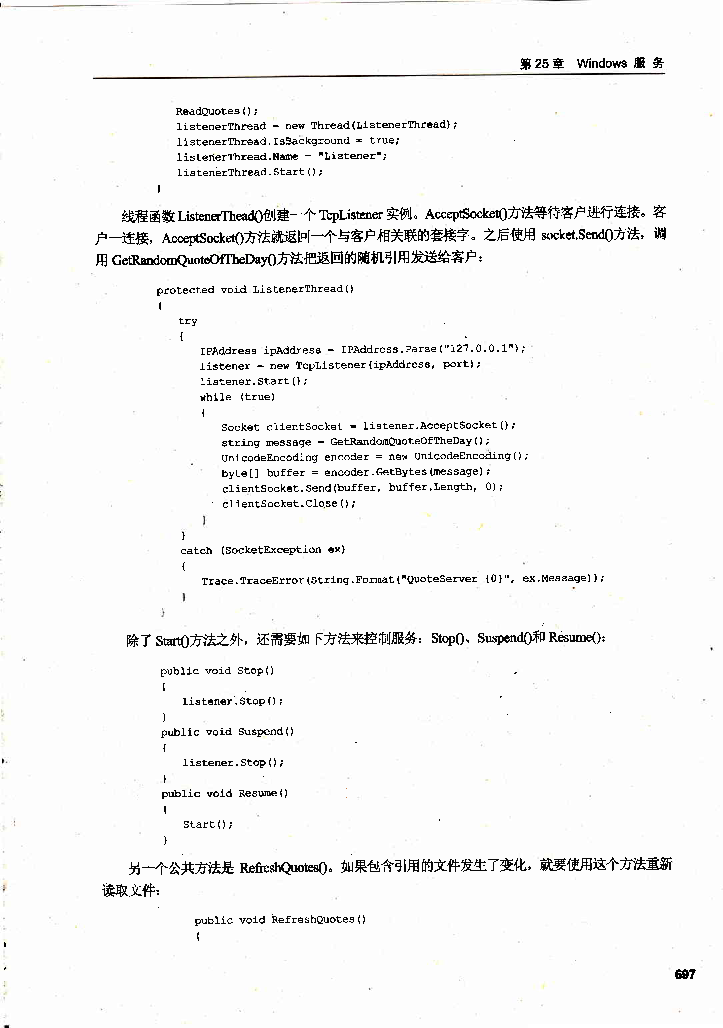 第 25 章 Windows 服 务
ReadQuotes();
listenerThread = new Thread(ListenerThread);
listenerThread.IsBackground = true;
listenerThread.Name = "Listener";
listenerThread.Start();
}
线程函数 ListenerThead()创建一个 TcpListener 实例。AcceptSocket()方法等待客户进行连接。客
户一连接，AcceptSocket()方法就返回一个与客户相关联的套接字。之后使用 socket.Send()方法，调
用 GetRandomQuoteOfTheDay()方法把返回的随机引用发送给客户：
protected void ListenerThread()
{
try
{
IPAddress ipAddress = IPAddress.Parse("127.0.0.1");
listener = new TcpListener(ipAddress, port);
listener.Start();
while (true)
{
Socket clientSocket = listener.AcceptSocket();
string message = GetRandomQuoteOfTheDay();
UnicodeEncoding encoder = new UnicodeEncoding();
byte[] buffer = encoder.GetBytes(message);
clientSocket.Send(buffer, buffer.Length, 0);
clientSocket.Close();
}
}
catch (SocketException ex)
{
Trace.TraceError(String.Format("QuoteServer {0}", ex.Message));
}
}
除了 Start()方法之外，还需要如下方法来控制服务：Stop()、Suspend()和 Resume()：
public void Stop()
{
listener.Stop();
}
public void Suspend()
{
listener.Stop();
}
public void Resume()
{
Start();
}
另一个公共方法是 RefreshQuotes()。如果包含引用的文件发生了变化，就要使用这个方法重新
读取文件：
public void RefreshQuotes()
{
697